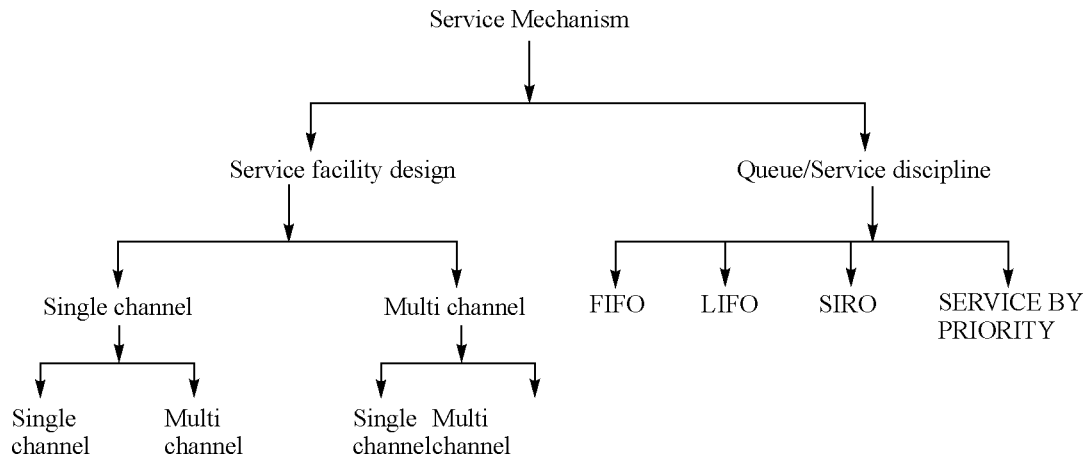 Service Mechanism
Service facility design
Queue/Service discipline
Single channel
Multi channel
FIFO
LIFO
SIRO
SERVICE BY
PRIORITY
Single
channel
Multi
channel
Single
channel
Multi
channel